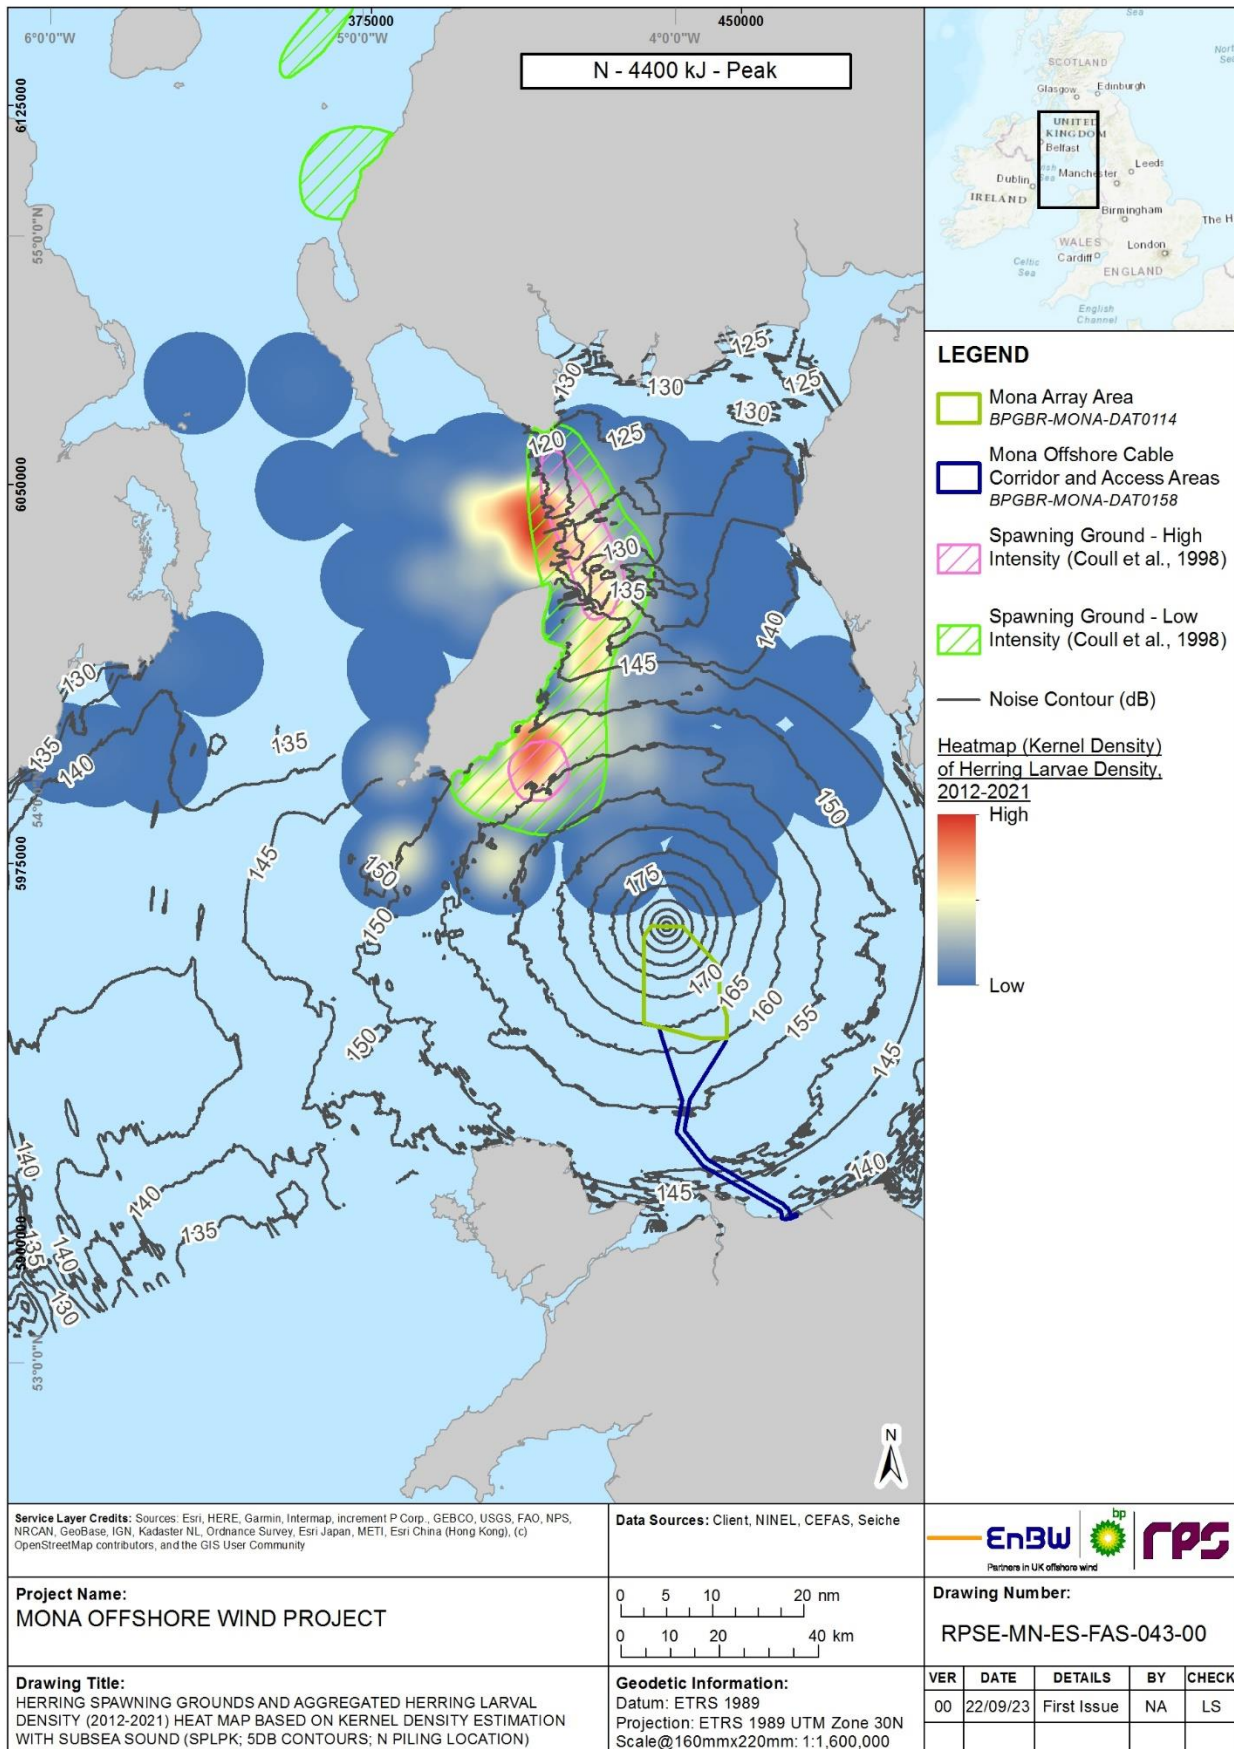 375000
450000
6°0'0"W
5°0'0"W
4°0'0"W
N - 4400 kJ - Peak
6125000
55°0'0"N
6050000
54°0'0"N
5975000
5900000
53°0'0"N
125
130
130
125
130
120
125
130
135
140
145
130
135
140
135
145
150
150
150
175
150
170
165
160
155
145
140
145
140
140
135
135
140
130
N
SCOTLAND
Glasgow
Edinburgh
UNITED
KINGDOM
Belfast
Leeds
Dublin
Manchester
IRELAND
Birmingham
The H
WALES
London
Cardiff
Celtic
Sea
ENGLAND
English
Channel
LEGEND
Mona Array Area
BPGBR-MONA-DAT0114
Mona Offshore Cable
Corridor and Access Areas
BPGBR-MONA-DAT0158
Spawning Ground - High
Intensity (Coull et al., 1998)
Spawning Ground - Low
Intensity (Coull et al., 1998)
Noise Contour (dB)
Heatmap (Kernel Density)
of Herring Larvae Density,
2012-2021
High
Low
Service Layer Credits: Sources: Esri, HERE, Garmin, Intermap, increment P Corp., GEBCO, USGS, FAO, NPS,
NRCAN, GeoBase, IGN, Kadaster NL, Ordnance Survey, Esri Japan, METI, Esri China (Hong Kong), (c)
OpenStreetMap contributors, and the GIS User Community
Data Sources: Client, NINEL, CEFAS, Seiche
EnBW
bp
rps
Partners in UK offshore wind
Project Name:
MONA OFFSHORE WIND PROJECT
0 5 10 20 nm
0 10 20 40 km
Drawing Number:
RPSE-MN-ES-FAS-043-00
Drawing Title:
HERRING SPAWNING GROUNDS AND AGGREGATED HERRING LARVAL
DENSITY (2012-2021) HEAT MAP BASED ON KERNEL DENSITY ESTIMATION
WITH SUBSEA SOUND (SPLPK; 5DB CONTOURS; N PILING LOCATION)
Geodetic Information:
Datum: ETRS 1989
Projection: ETRS 1989 UTM Zone 30N
Scale@160mmx220mm: 1:1,600,000
VER DATE DETAILS BY CHECK
00 22/09/23 First Issue NA LS